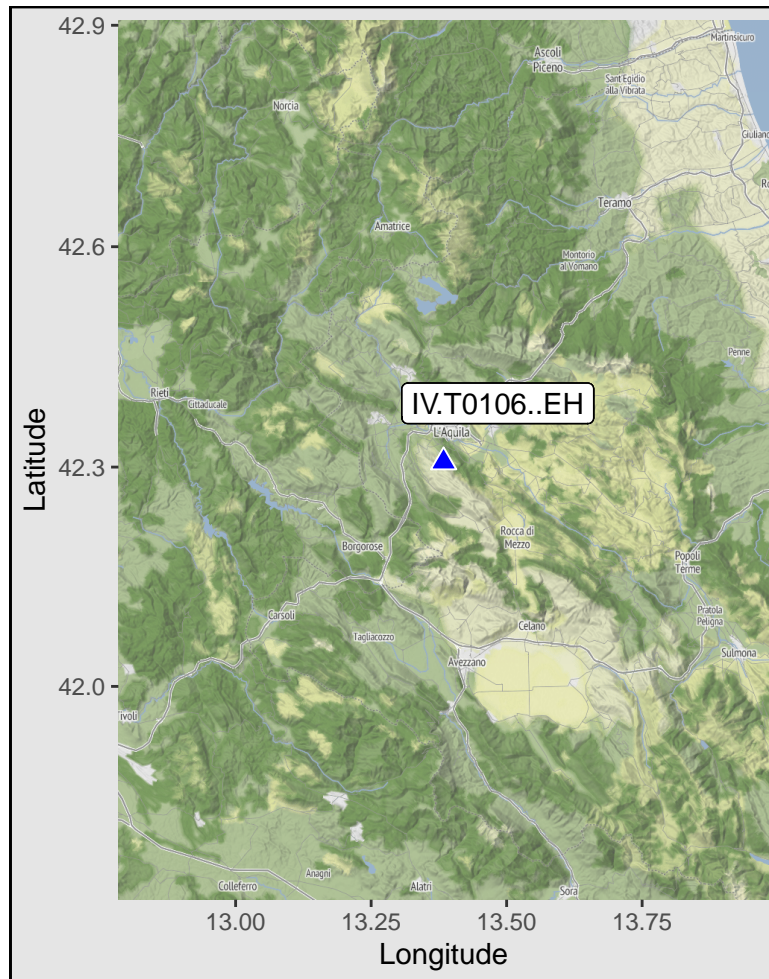 42.9
42.6
42.3
42.0
Latitude
Martinsicuro
Ascoli
Piceno
Sant'Egidio
alla Vibrata
Norcia
Teramo
Amatrice
Montorio
al Vomano
Penne
Rieti
Cittaducale
IV.T0106..EH
L'Aquila
Rocca di
Mezzo
Borgorose
Popoli
Terme
Carsoli
Pratola
Peligna
Celano
Tagliacozzo
Sulmona
Avezzano
Tivoli
Anagni
Colleferro
Alatri
Sora
13.00
13.25
13.50
13.75
Longitude